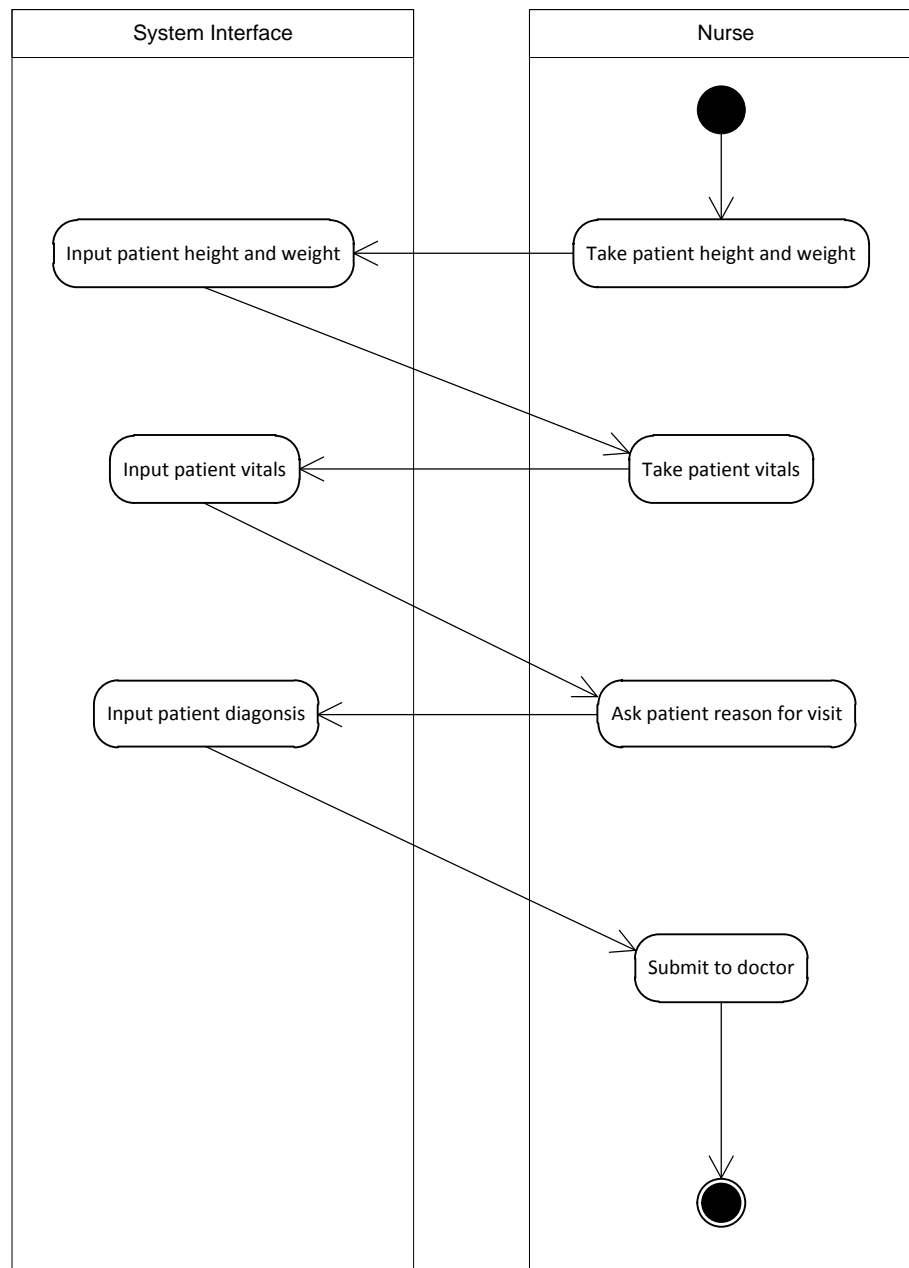 System Interface
Nurse
Input patient height and weight
Take patient height and weight
Input patient vitals
Take patient vitals
Input patient diagonsis
Ask patient reason for visit
Submit to doctor